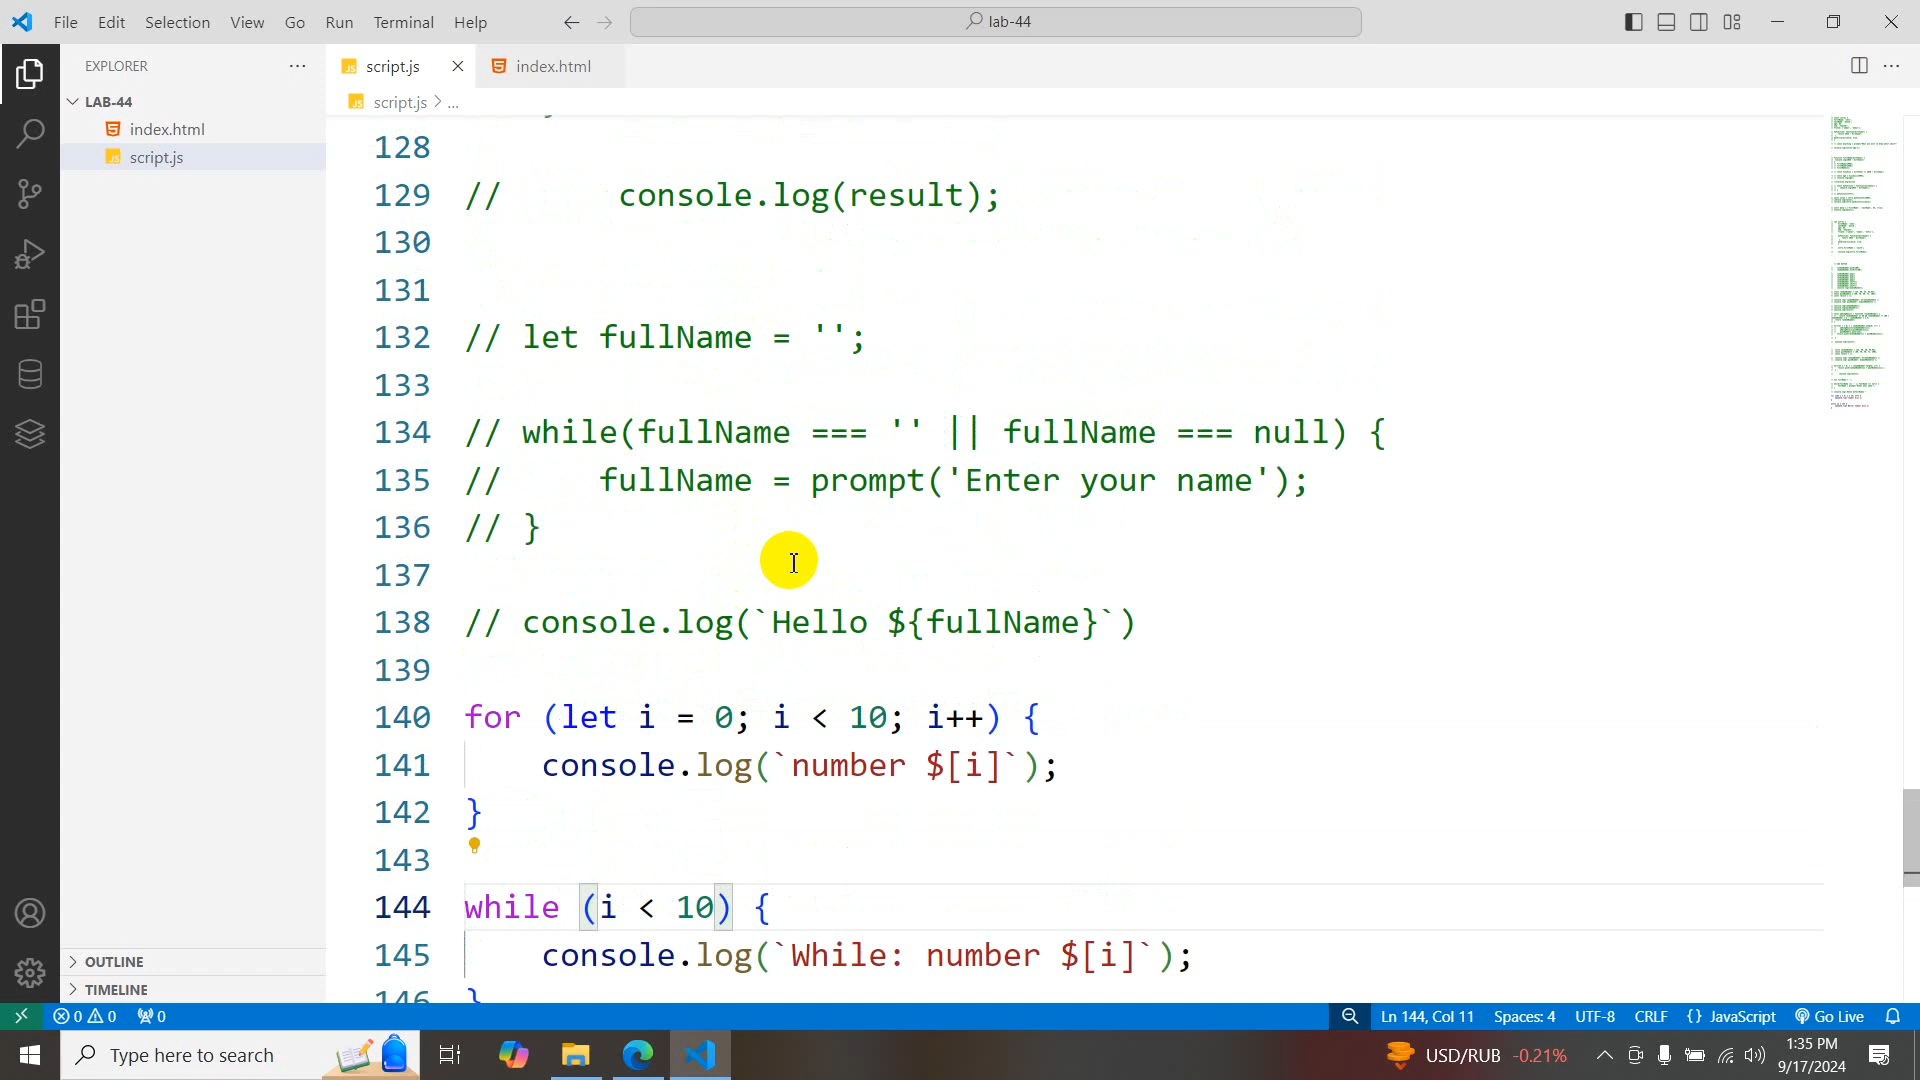 File Edit Selection View Go Run Terminal Help lab-44
EXPLORER
LAB-44
index.html
script.js
script.js index.html
script.js > ...
128
129 // console.log(result);
130
131
132 // let fullName = '';
133
134 // while(fullName === '' || fullName === null) {
135 // fullName = prompt('Enter your name');
136 // }
137
138 // console.log(`Hello ${fullName}`)
139
140 for (let i = 0; i < 10; i++) {
141 console.log(`number $[i]`);
142 }
143
144 while (i < 10) {
145 console.log(`While: number $[i]`);
146 }
OUTLINE
TIMELINE
0 0 0 Ln 144, Col 11 Spaces: 4 UTF-8 CRLF {} JavaScript Go Live
Type here to search USD/RUB -0.21% 1:35 PM
9/17/2024